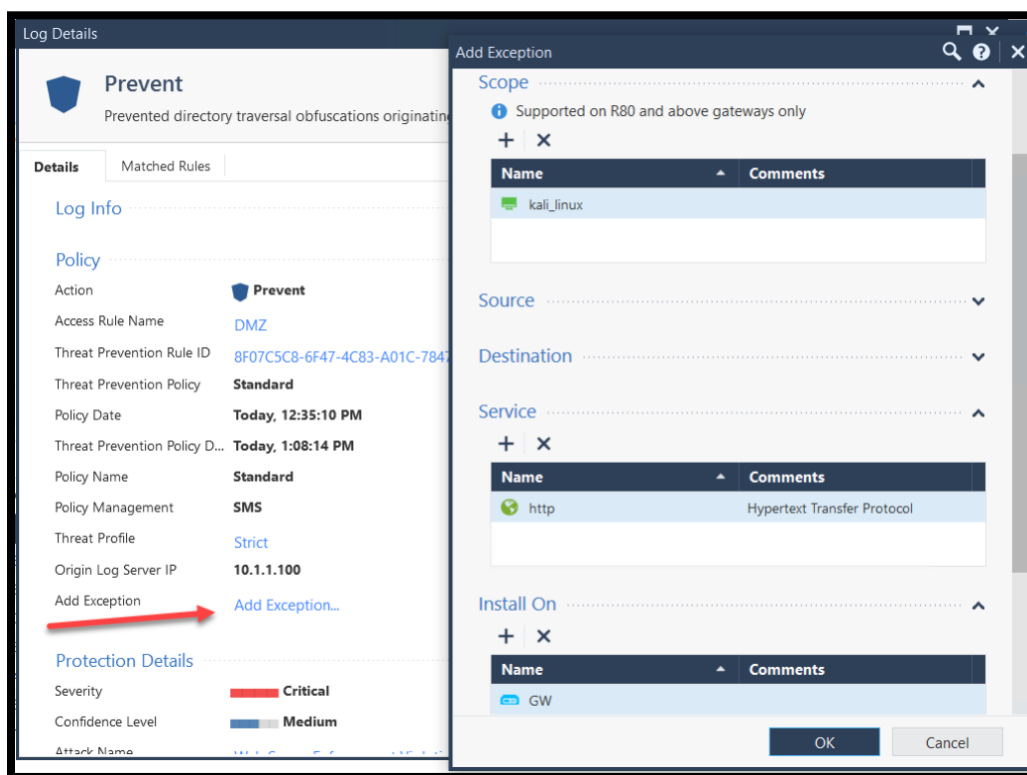 Log Details
Prevent
Prevented directory traversal obfuscations originatin
Details
Matched Rules
Log Info
Policy
Action Prevent
Access Rule Name DMZ
Threat Prevention Rule ID 8F07C5C8-6F47-4C83-A01C-7847
Threat Prevention Policy Standard
Policy Date Today, 12:35:10 PM
Threat Prevention Policy D... Today, 1:08:14 PM
Policy Name Standard
Policy Management SMS
Threat Profile Strict
Origin Log Server IP 10.1.1.100
Add Exception Add Exception...
Protection Details
Severity Critical
Confidence Level Medium
Attack Name
Add Exception
Scope
Supported on R80 and above gateways only
Name Comments
kali_linux
Source
Destination
Service
Name Comments
http Hypertext Transfer Protocol
Install On
Name Comments
GW
OK Cancel